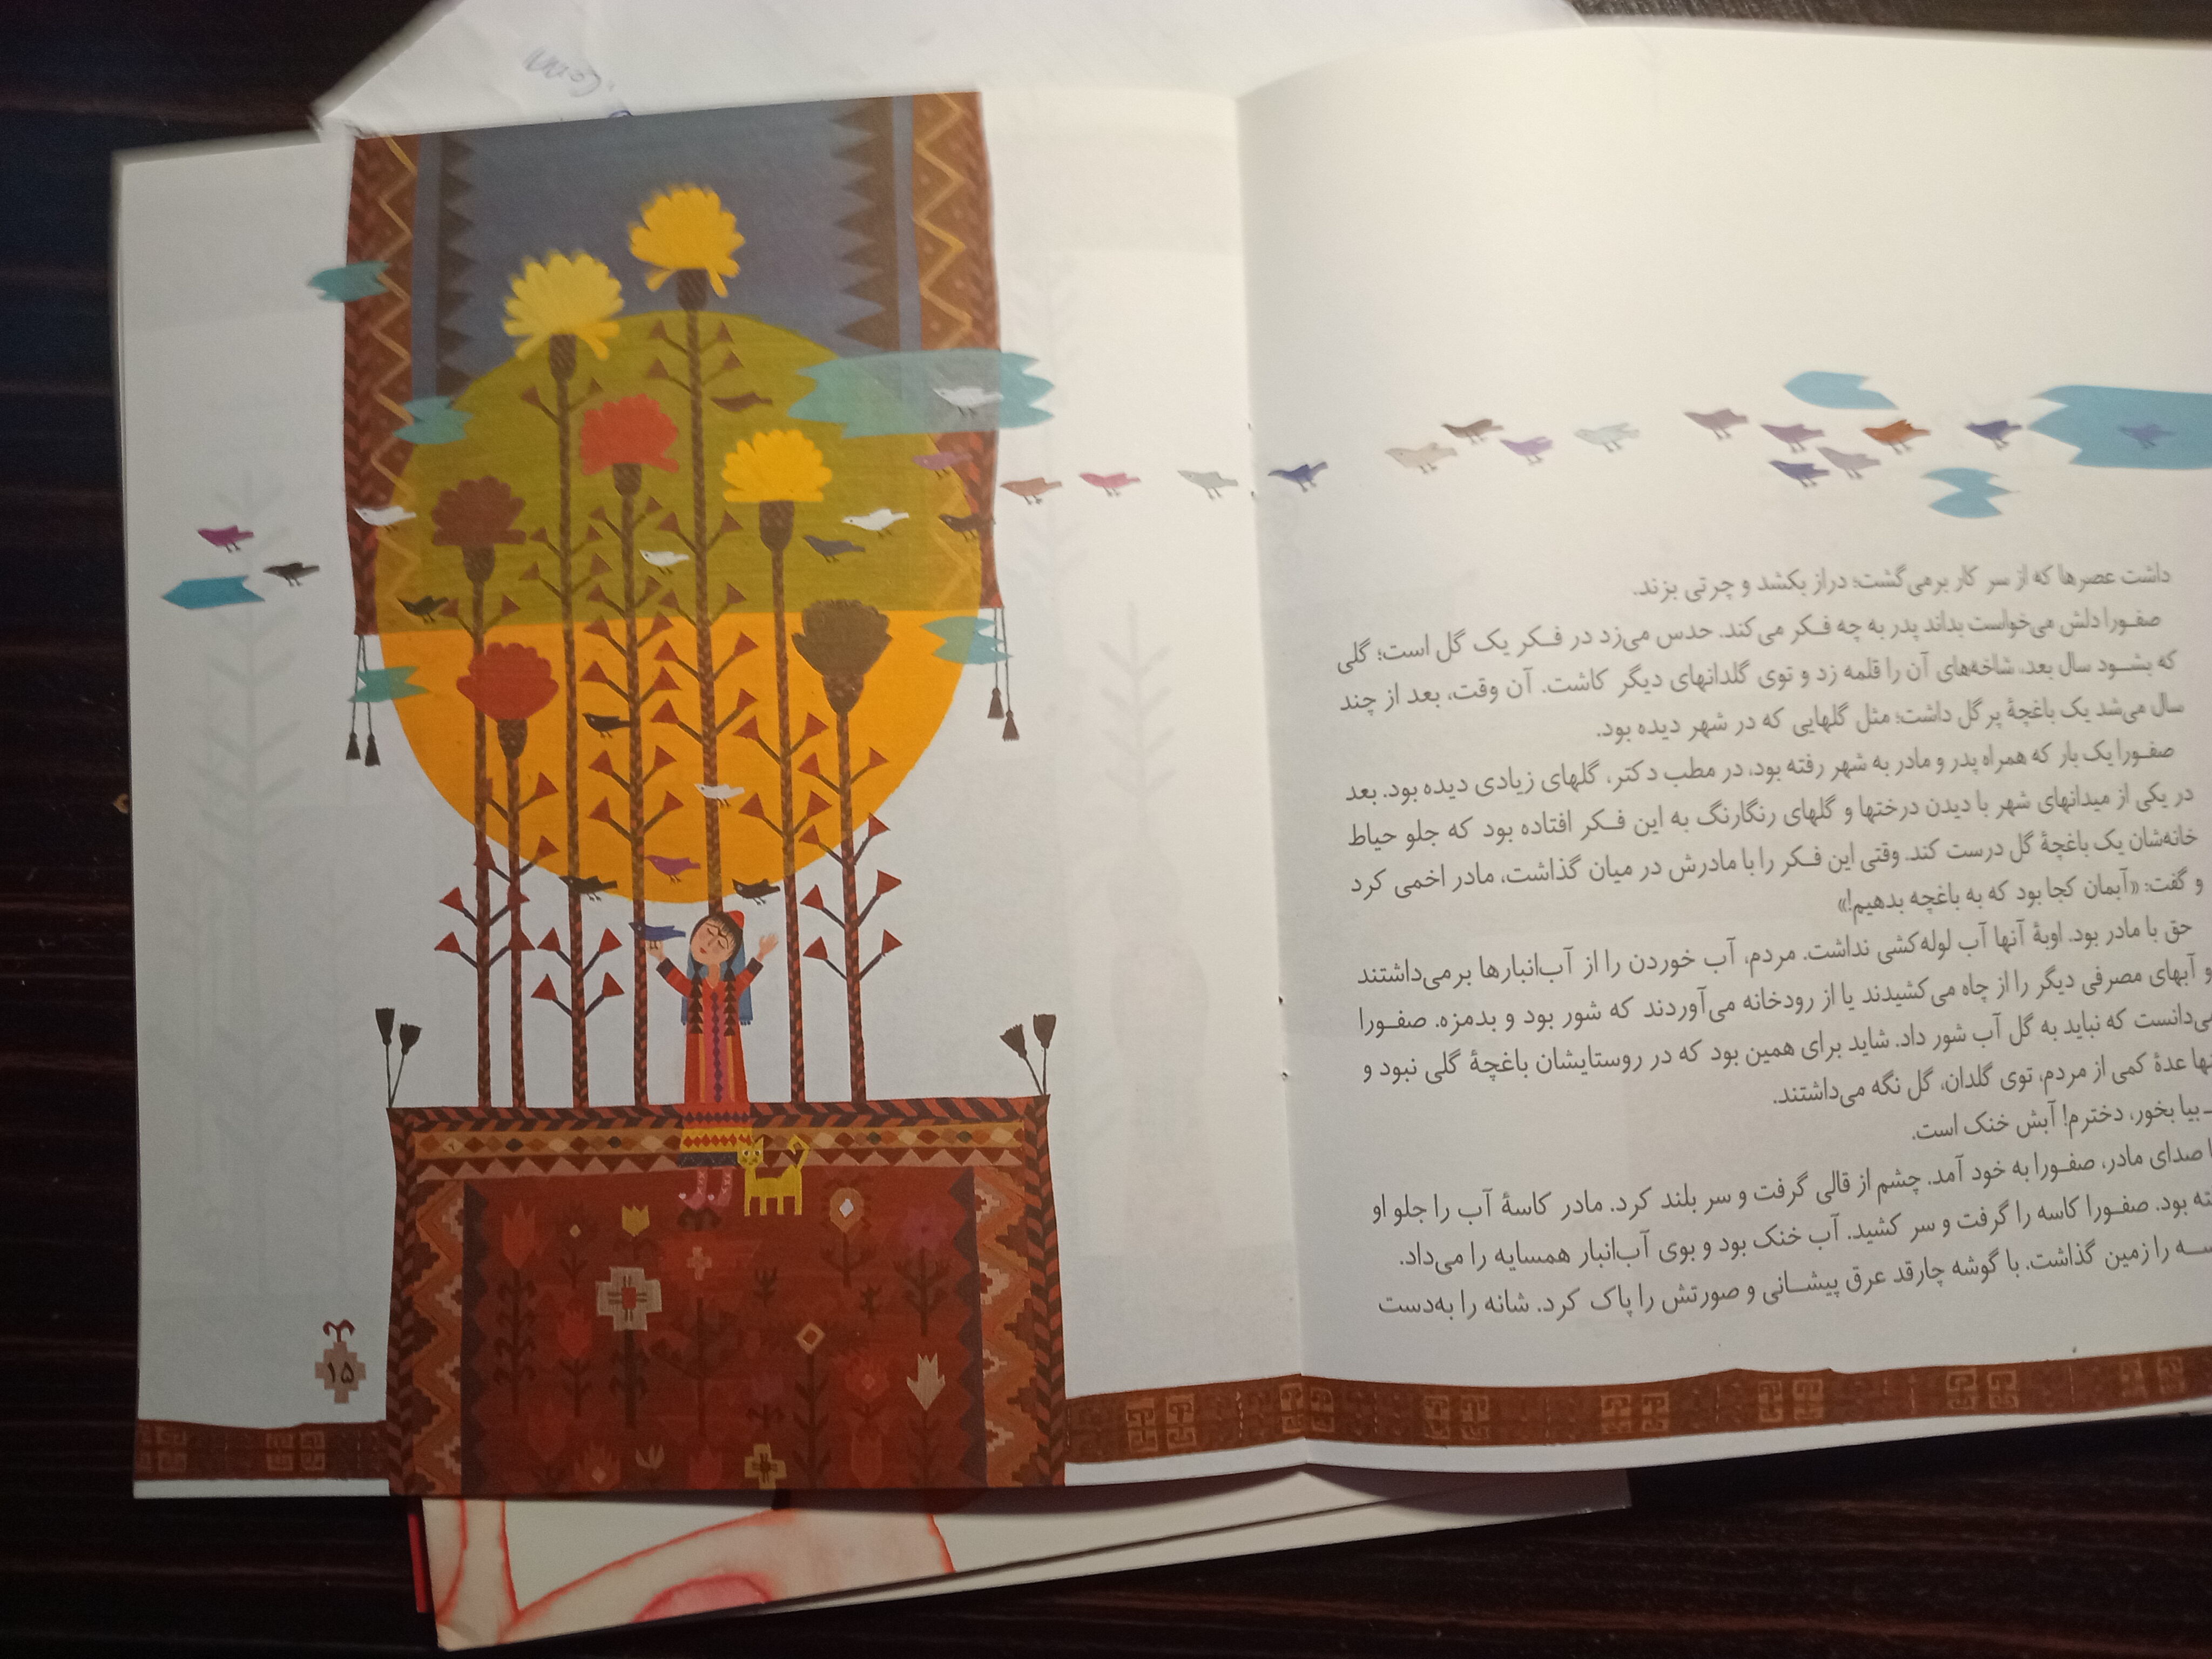 داشت عصرها که از سر کار برمی‌گشت؛ دراز بکشد و چرتی بزند.
صفورا دلش می‌خواست بداند پدر به چه فکر می‌کند. حدس می‌زد در فکر یک گل است؛ گلی
که بشود سال بعد، شاخه‌های آن را قلمه زد و توی گلدانهای دیگر کاشت. آن وقت، بعد از چند
سال می‌شد یک باغچهٔ پر گل داشت؛ مثل گلهایی که در شهر دیده بود.
صفورا یک بار که همراه پدر و مادر به شهر رفته بود، در مطب دکتر، گلهای زیادی دیده بود. بعد
در یکی از میدانهای شهر با دیدن درختها و گلهای رنگارنگ به این فکر افتاده بود که جلو حیاط
خانه‌شان یک باغچهٔ گل درست کند. وقتی این فکر را با مادرش در میان گذاشت، مادر اخمی کرد
و گفت: «آبمان کجا بود که به باغچه بدهیم!»
حق با مادر بود. اوبهٔ آنها آب لوله‌کشی نداشت. مردم، آب خوردن را از آب‌انبارها برمی‌داشتند
و آبهای مصرفی دیگر را از چاه می‌کشیدند یا از رودخانه می‌آوردند که شور بود و بدمزه. صفورا
می‌دانست که نباید به گل آب شور داد. شاید برای همین بود که در روستایشان باغچهٔ گلی نبود و
عدهٔ کمی از مردم، توی گلدان، گل نگه می‌داشتند.
ـ بیا بخور، دخترم! آبش خنک است.
صدای مادر، صفورا به خود آمد. چشم از قالی گرفت و سر بلند کرد. مادر کاسهٔ آب را جلو او
بود. صفورا کاسه را گرفت و سر کشید. آب خنک بود و بوی آب‌انبار همسایه را می‌داد.
را زمین گذاشت. با گوشه چارقد عرق پیشانی و صورتش را پاک کرد. شانه را به‌دست
۱۵